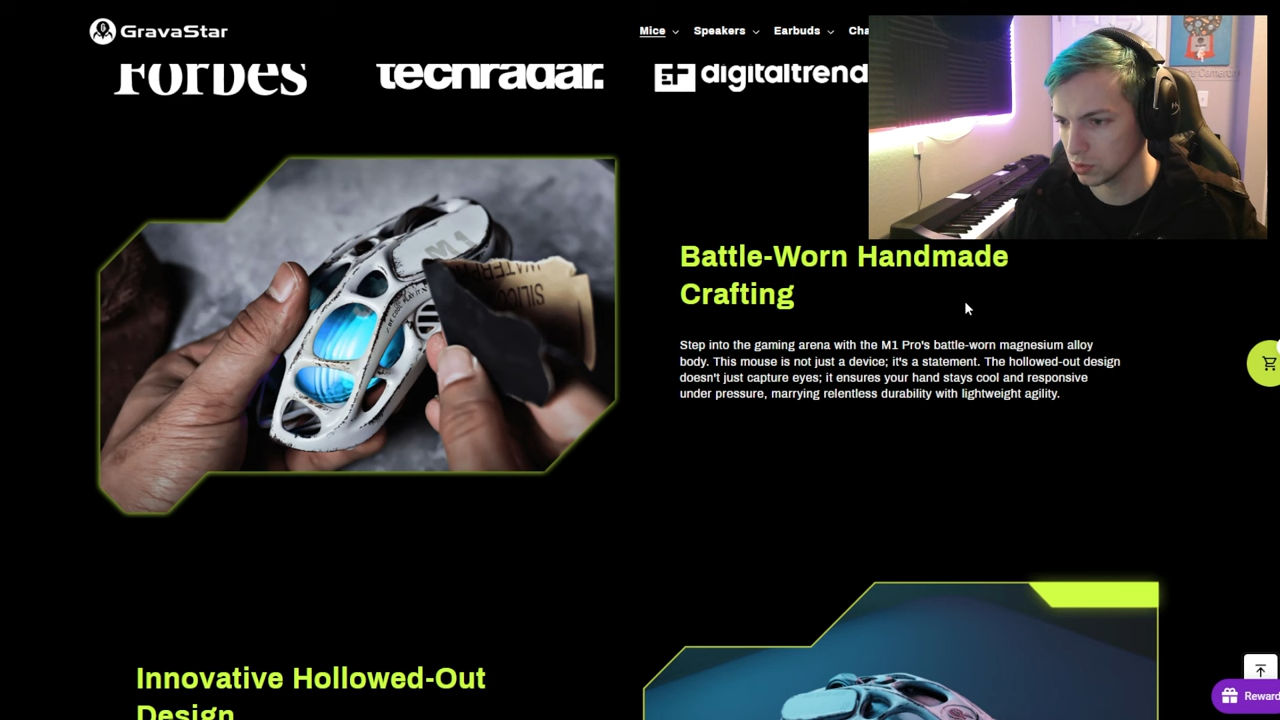 GravaStar
Mice
Speakers
Earbuds
Forbes
techradar.
digitaltrend
M1
WATERP
SILIC
Battle-Worn Handmade
Crafting
Step into the gaming arena with the M1 Pro's battle-worn magnesium alloy
body. This mouse is not just a device; it's a statement. The hollowed-out design
doesn't just capture eyes; it ensures your hand stays cool and responsive
under pressure, marrying relentless durability with lightweight agility.
Innovative Hollowed-Out
Design
Reward